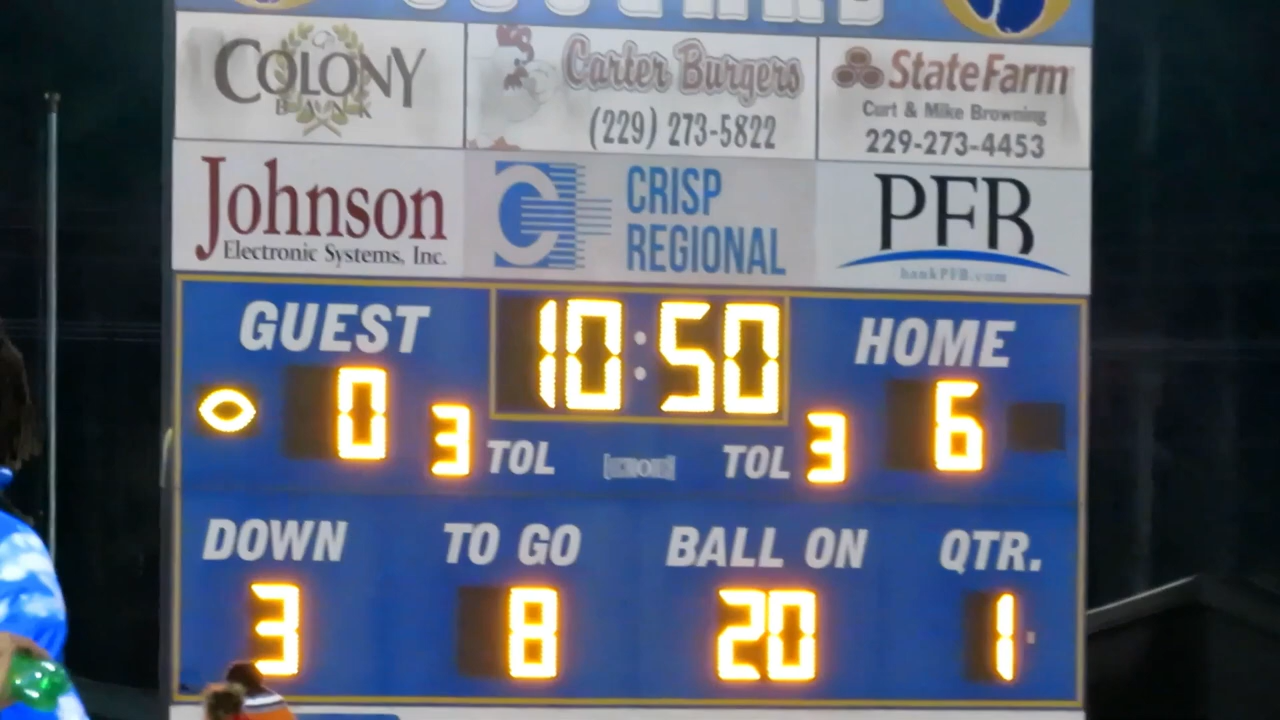 COLONY
BANK
Carter Burgers
(229) 273-5822
StateFarm
Curt & Mike Browning
229-273-4453
Johnson
Electronic Systems, Inc.
CRISP
REGIONAL
PFB
bankPFB.com
GUEST
10:50
HOME
0
3 TOL
TOL 3
6
DOWN
TO GO
BALL ON
QTR.
3
8
20
1